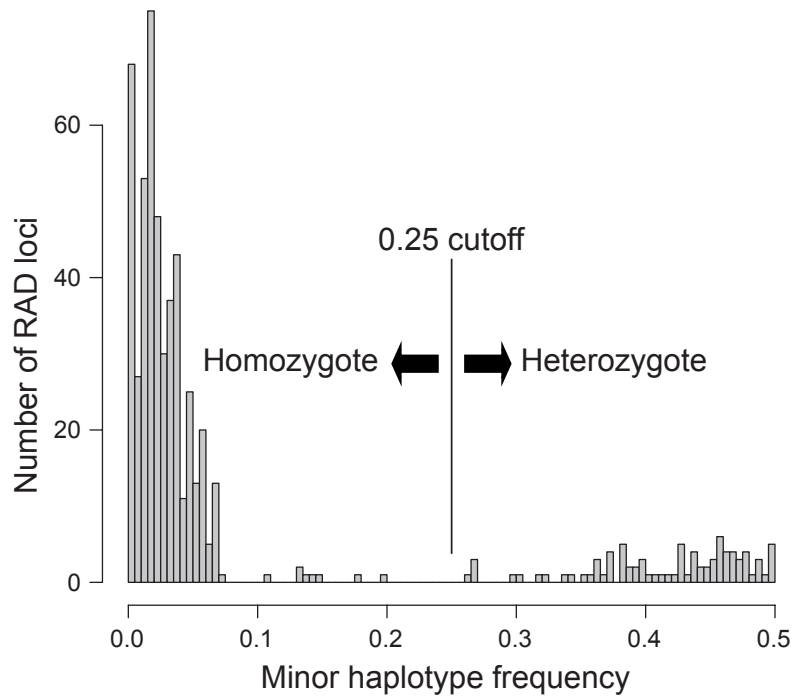 60
40
20
0
Number of RAD loci
0.25 cutoff
Homozygote
Heterozygote
0.0
0.1
0.2
0.3
0.4
0.5
Minor haplotype frequency